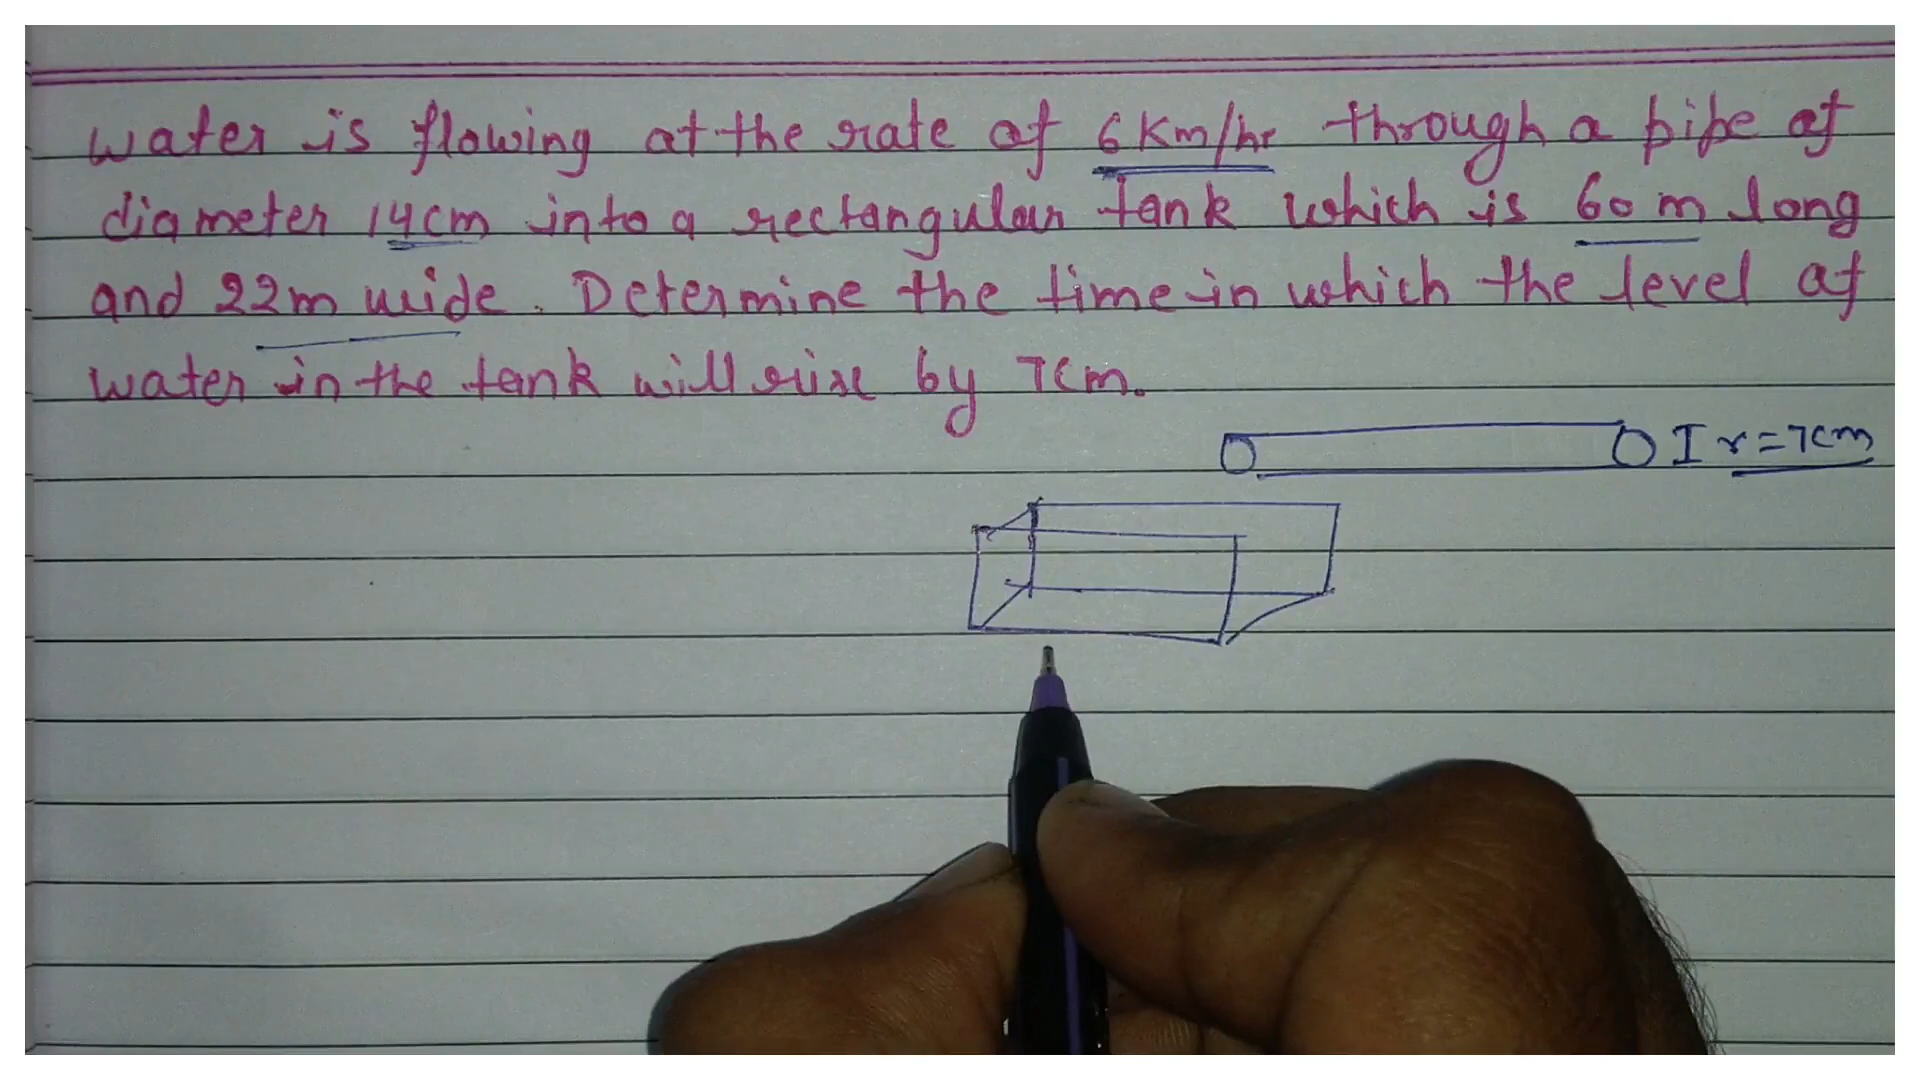 water is flowing at the rate of 6 Km/hr through a pipe of
diameter 14cm into a rectangular tank which is 60 m long
and 22m wide. Determine the time in which the level of
water in the tank will rise by 7cm.
r=7cm